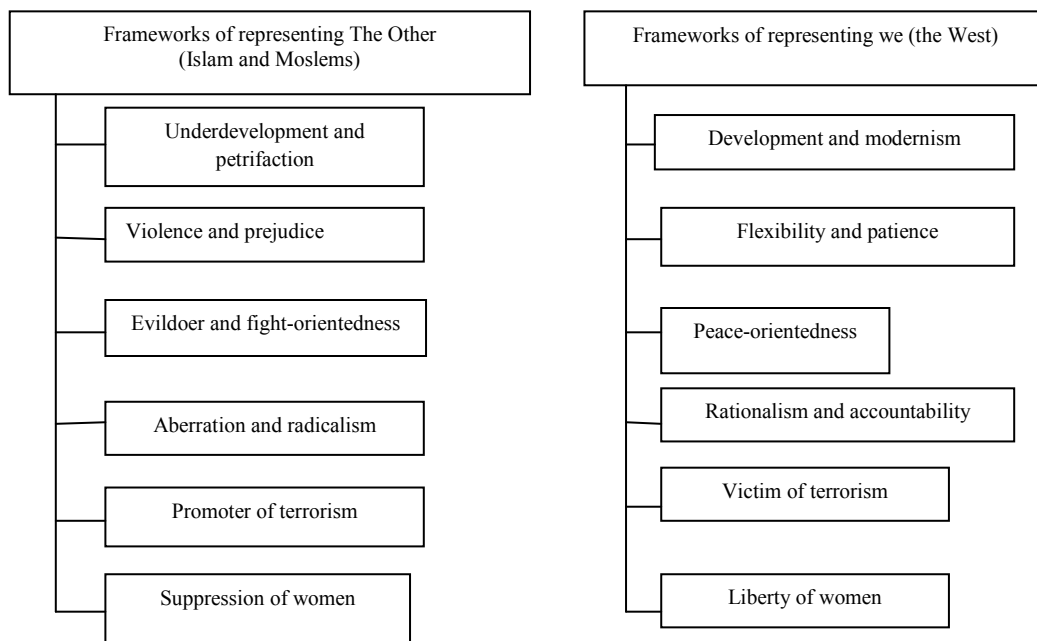 Frameworks of representing The Other
(Islam and Moslems)
Underdevelopment and
petrifaction
Violence and prejudice
Evildoer and fight-orientedness
Aberration and radicalism
Promoter of terrorism
Suppression of women
Frameworks of representing we (the West)
Development and modernism
Flexibility and patience
Peace-orientedness
Rationalism and accountability
Victim of terrorism
Liberty of women